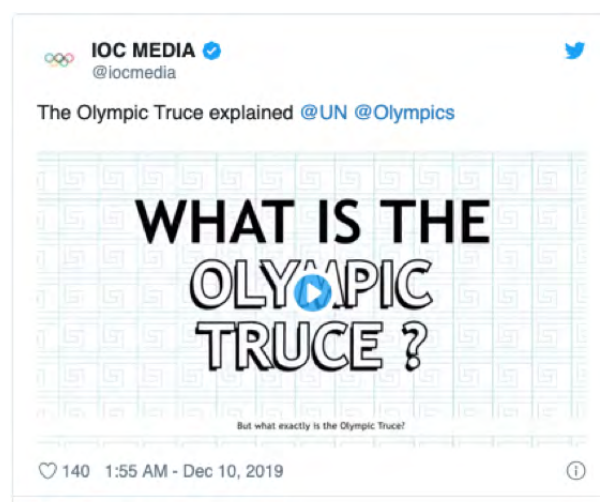 IOC MEDIA
@iocmedia
The Olympic Truce explained @UN @Olympics
WHAT IS THE
OLYMPIC
TRUCE ?
But what exactly is the Olympic Truce?
140 1:55 AM - Dec 10, 2019